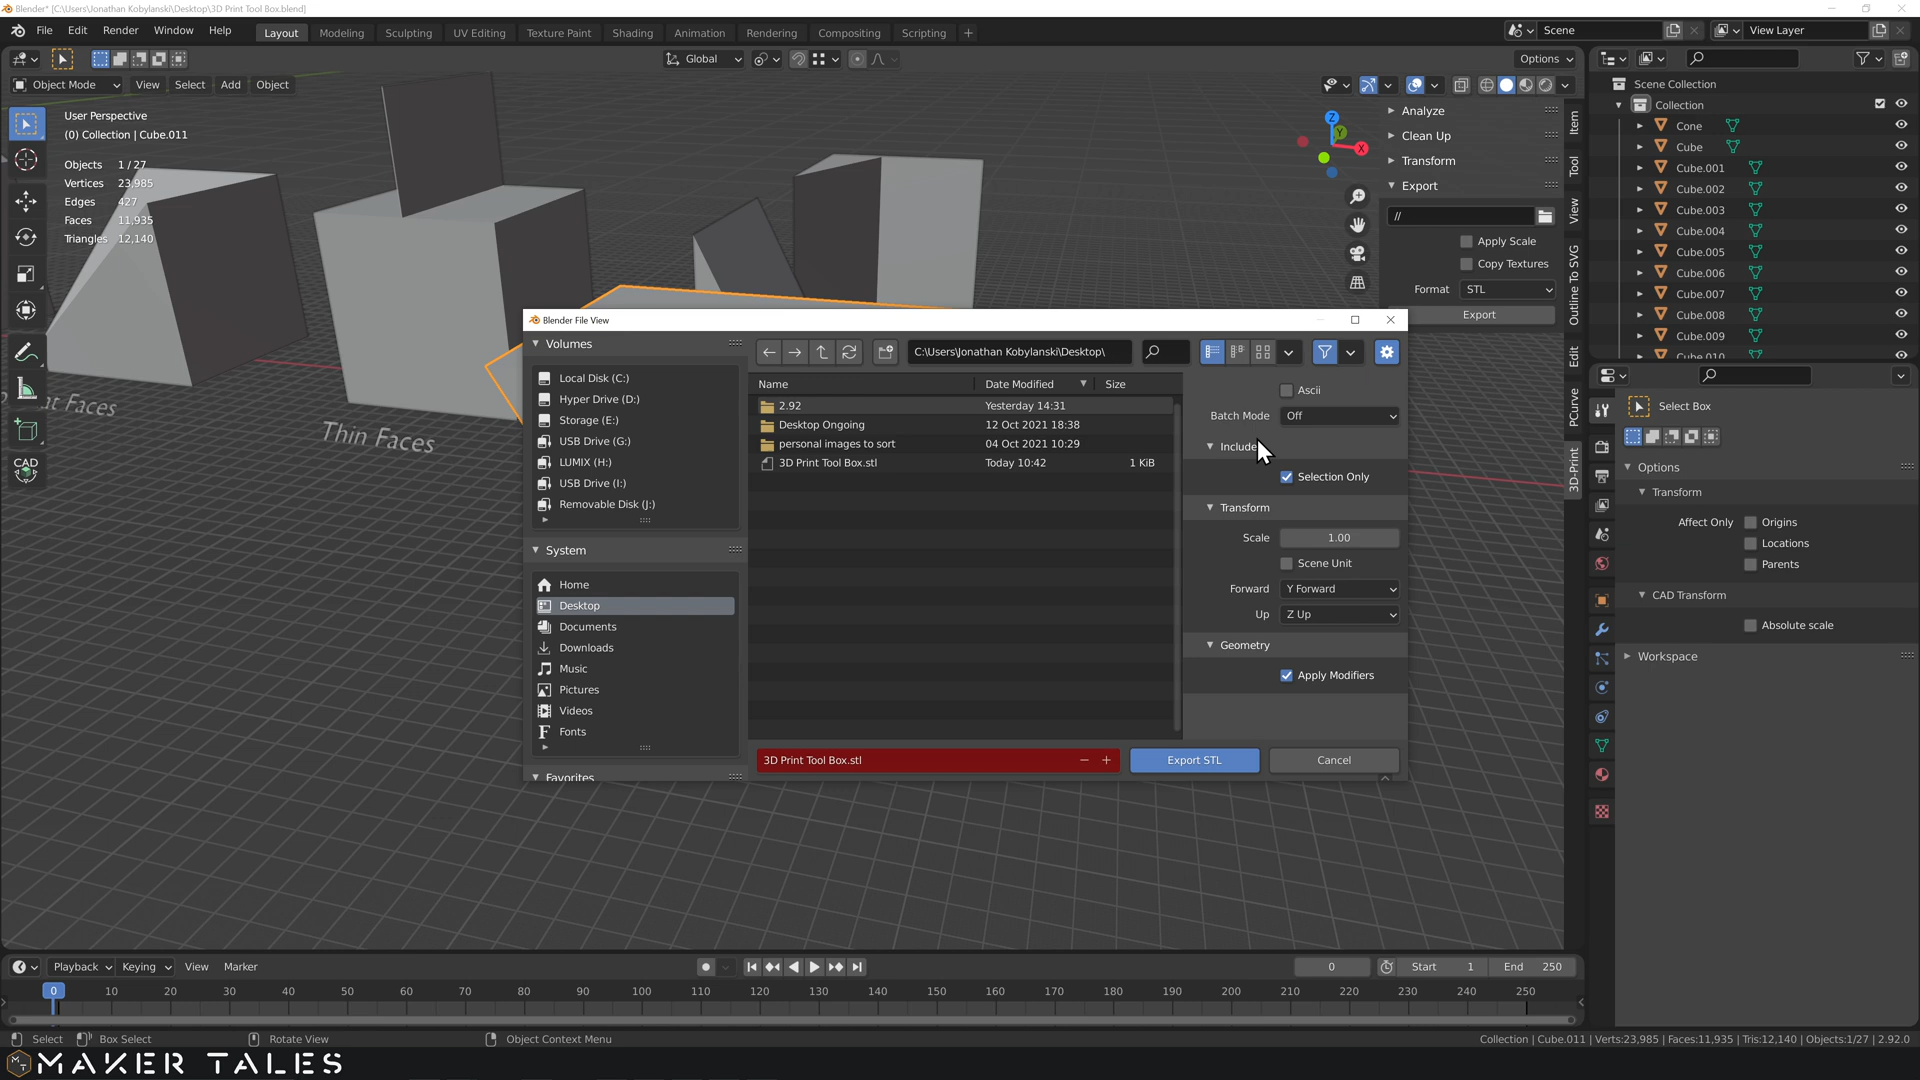 Blender* [C:\Users\Jonathan Kobylanski\Desktop\3D Print Tool Box.blend]
File Edit Render Window Help Layout Modeling Sculpting UV Editing Texture Paint Shading Animation Rendering Compositing Scripting + Scene View Layer
Global Options
Object Mode View Select Add Object
User Perspective
(0) Collection | Cube.011
Objects 1 / 27
Vertices 23,985
Edges 427
Faces 11,935
Triangles 12,140
Z
Y
X
Thin Faces
at Faces
Analyze
Clean Up
Transform
Export
//
Apply Scale
Copy Textures
Format STL
Export
Item
Tool
View
Outline To SVG
Edit
PCurve
3D-Print
Scene Collection
Collection
Cone
Cube
Cube.001
Cube.002
Cube.003
Cube.004
Cube.005
Cube.006
Cube.007
Cube.008
Cube.009
Cube.010
Blender File View
Volumes
Local Disk (C:)
Hyper Drive (D:)
Storage (E:)
USB Drive (G:)
LUMIX (H:)
USB Drive (I:)
Removable Disk (J:)
System
Home
Desktop
Documents
Downloads
Music
Pictures
Videos
Fonts
Favorites
C:\Users\Jonathan Kobylanski\Desktop\
Name Date Modified Size
2.92 Yesterday 14:31
Desktop Ongoing 12 Oct 2021 18:38
personal images to sort 04 Oct 2021 10:29
3D Print Tool Box.stl Today 10:42 1 KiB
Ascii
Batch Mode Off
Include
Selection Only
Transform
Scale 1.00
Scene Unit
Forward Y Forward
Up Z Up
Geometry
Apply Modifiers
3D Print Tool Box.stl − + Export STL Cancel
Select Box
Options
Transform
Affect Only Origins
Locations
Parents
CAD Transform
Absolute scale
Workspace
CAD
Playback Keying View Marker 0 Start 1 End 250
0 10 20 30 40 50 60 70 80 90 100 110 120 130 140 150 160 170 180 190 200 210 220 230 240 250
Select Box Select Rotate View Object Context Menu Collection | Cube.011 | Verts:23,985 | Faces:11,935 | Tris:12,140 | Objects:1/27 | 2.92.0
MAKER TALES